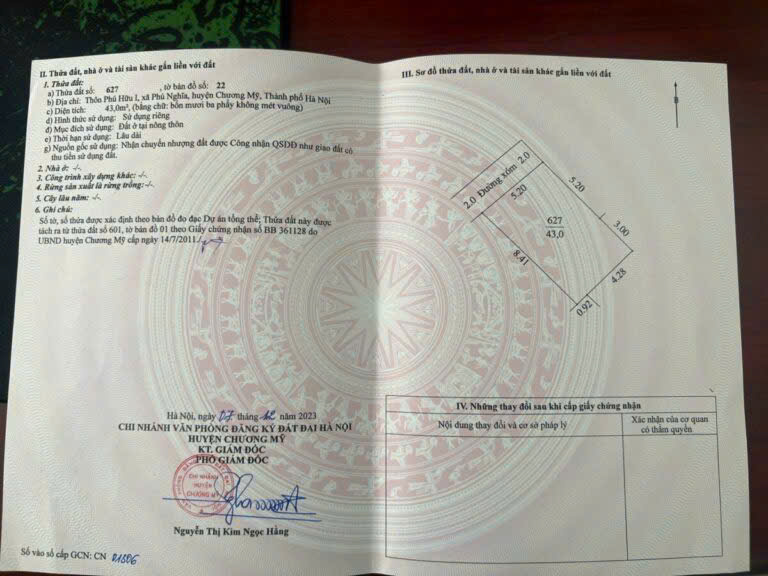 II. Thửa đất, nhà ở và tài sản khác gắn liền với đất
1. Thửa đất:
a) Thửa đất số: 627 , tờ bản đồ số: 22
b) Địa chỉ: Thôn Phú Hữu I, xã Phú Nghĩa, huyện Chương Mỹ, Thành phố Hà Nội
c) Diện tích: 43,0m², (bằng chữ: bốn mươi ba phẩy không mét vuông)
d) Hình thức sử dụng: Sử dụng riêng
đ) Mục đích sử dụng: Đất ở tại nông thôn
e) Thời hạn sử dụng: Lâu dài
g) Nguồn gốc sử dụng: Nhận chuyển nhượng đất được Công nhận QSDĐ như giao đất có
thu tiền sử dụng đất.
2. Nhà ở: -/-.
3. Công trình xây dựng khác: -/-.
4. Rừng sản xuất là rừng trồng:-/-.
5. Cây lâu năm: -/-.
6. Ghi chú:
Số tờ, số thửa được xác định theo bản đồ đo đạc Dự án tổng thể; Thửa đất này được
tách ra từ thửa đất số 601, tờ bản đồ 01 theo Giấy chứng nhận số BB 361128 do
UBND huyện Chương Mỹ cấp ngày 14/7/2011./.
Hà Nội, ngày 07 tháng 12 năm 2023
CHI NHÁNH VĂN PHÒNG ĐĂNG KÝ ĐẤT ĐAI HÀ NỘI
HUYỆN CHƯƠNG MỸ
KT. GIÁM ĐỐC
PHÓ GIÁM ĐỐC
CHI NHÁNH
HUYỆN
CHƯƠNG MỸ
Nguyễn Thị Kim Ngọc Hằng
Số vào sổ cấp GCN: CN 01806
III. Sơ đồ thửa đất, nhà ở và tài sản khác gắn liền với đất
2.0 Đường xóm 2.0
5.20
5.20
627
43,0
3.00
8.41
4.28
0.92
IV. Những thay đổi sau khi cấp giấy chứng nhận
Nội dung thay đổi và cơ sở pháp lý
Xác nhận của cơ quan
có thẩm quyền